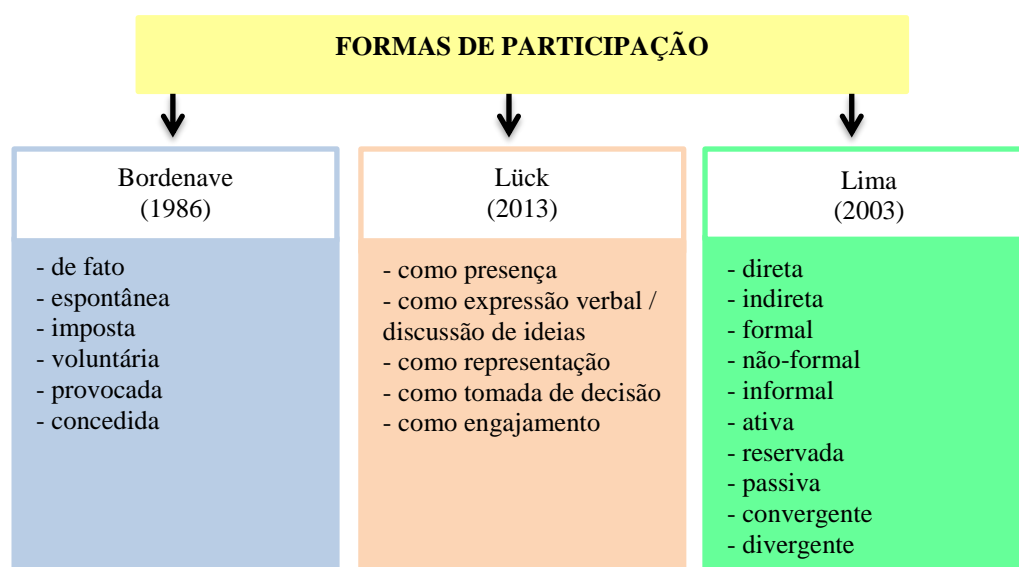 FORMAS DE PARTICIPAÇÃO
Bordenave
(1986)
- de fato
- espontânea
- imposta
- voluntária
- provocada
- concedida
Lück
(2013)
- como presença
- como expressão verbal /
discussão de ideias
- como representação
- como tomada de decisão
- como engajamento
Lima
(2003)
- direta
- indireta
- formal
- não-formal
- informal
- ativa
- reservada
- passiva
- convergente
- divergente